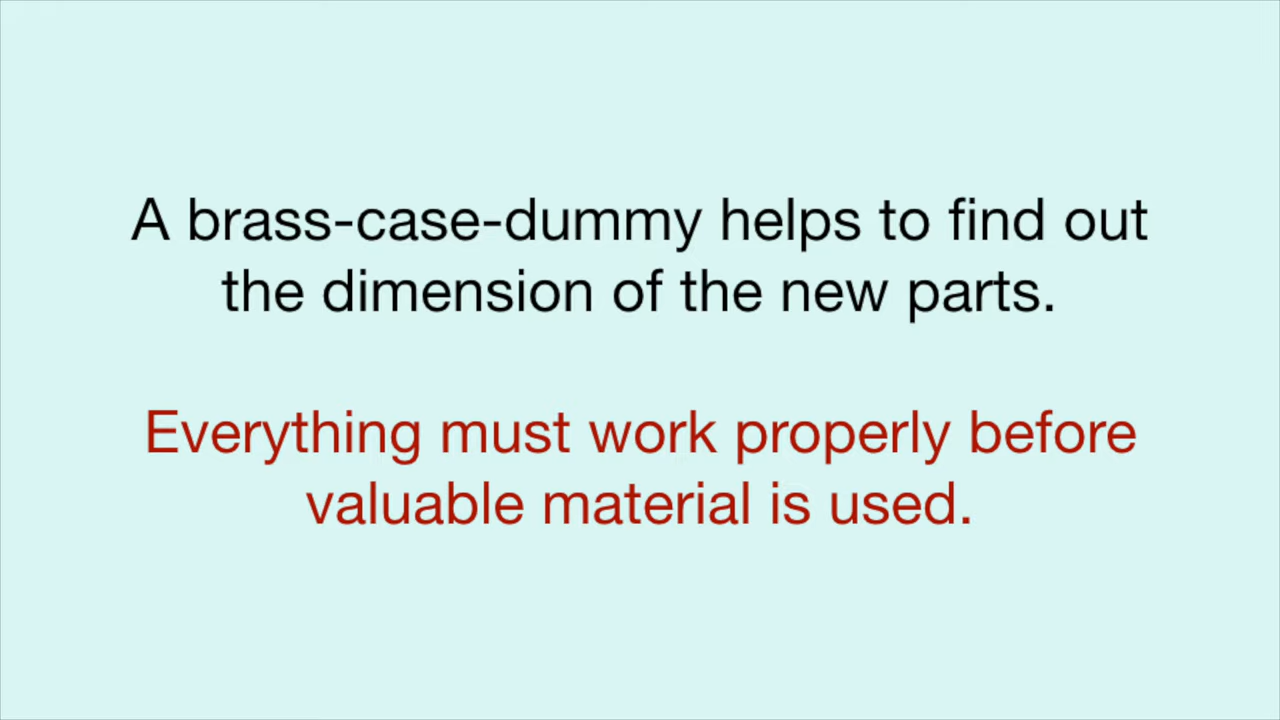 A brass-case-dummy helps to find out
the dimension of the new parts.
Everything must work properly before
valuable material is used.